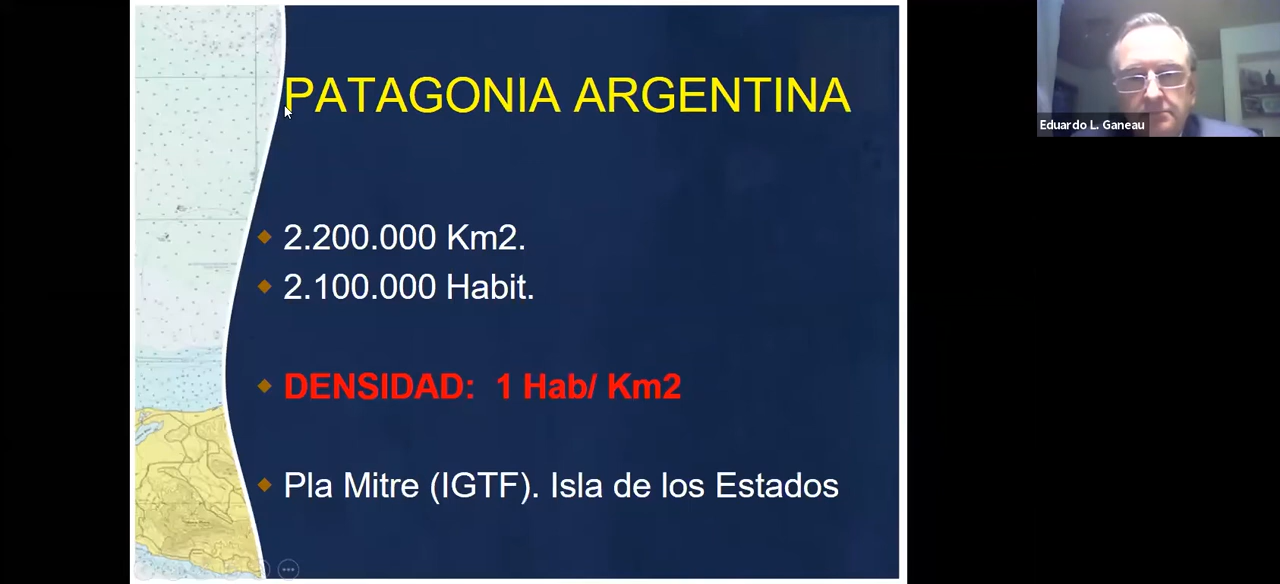 PATAGONIA ARGENTINA
2.200.000 Km2.
2.100.000 Habit.
DENSIDAD: 1 Hab/ Km2
Pla Mitre (IGTF). Isla de los Estados
Eduardo L. Ganeau